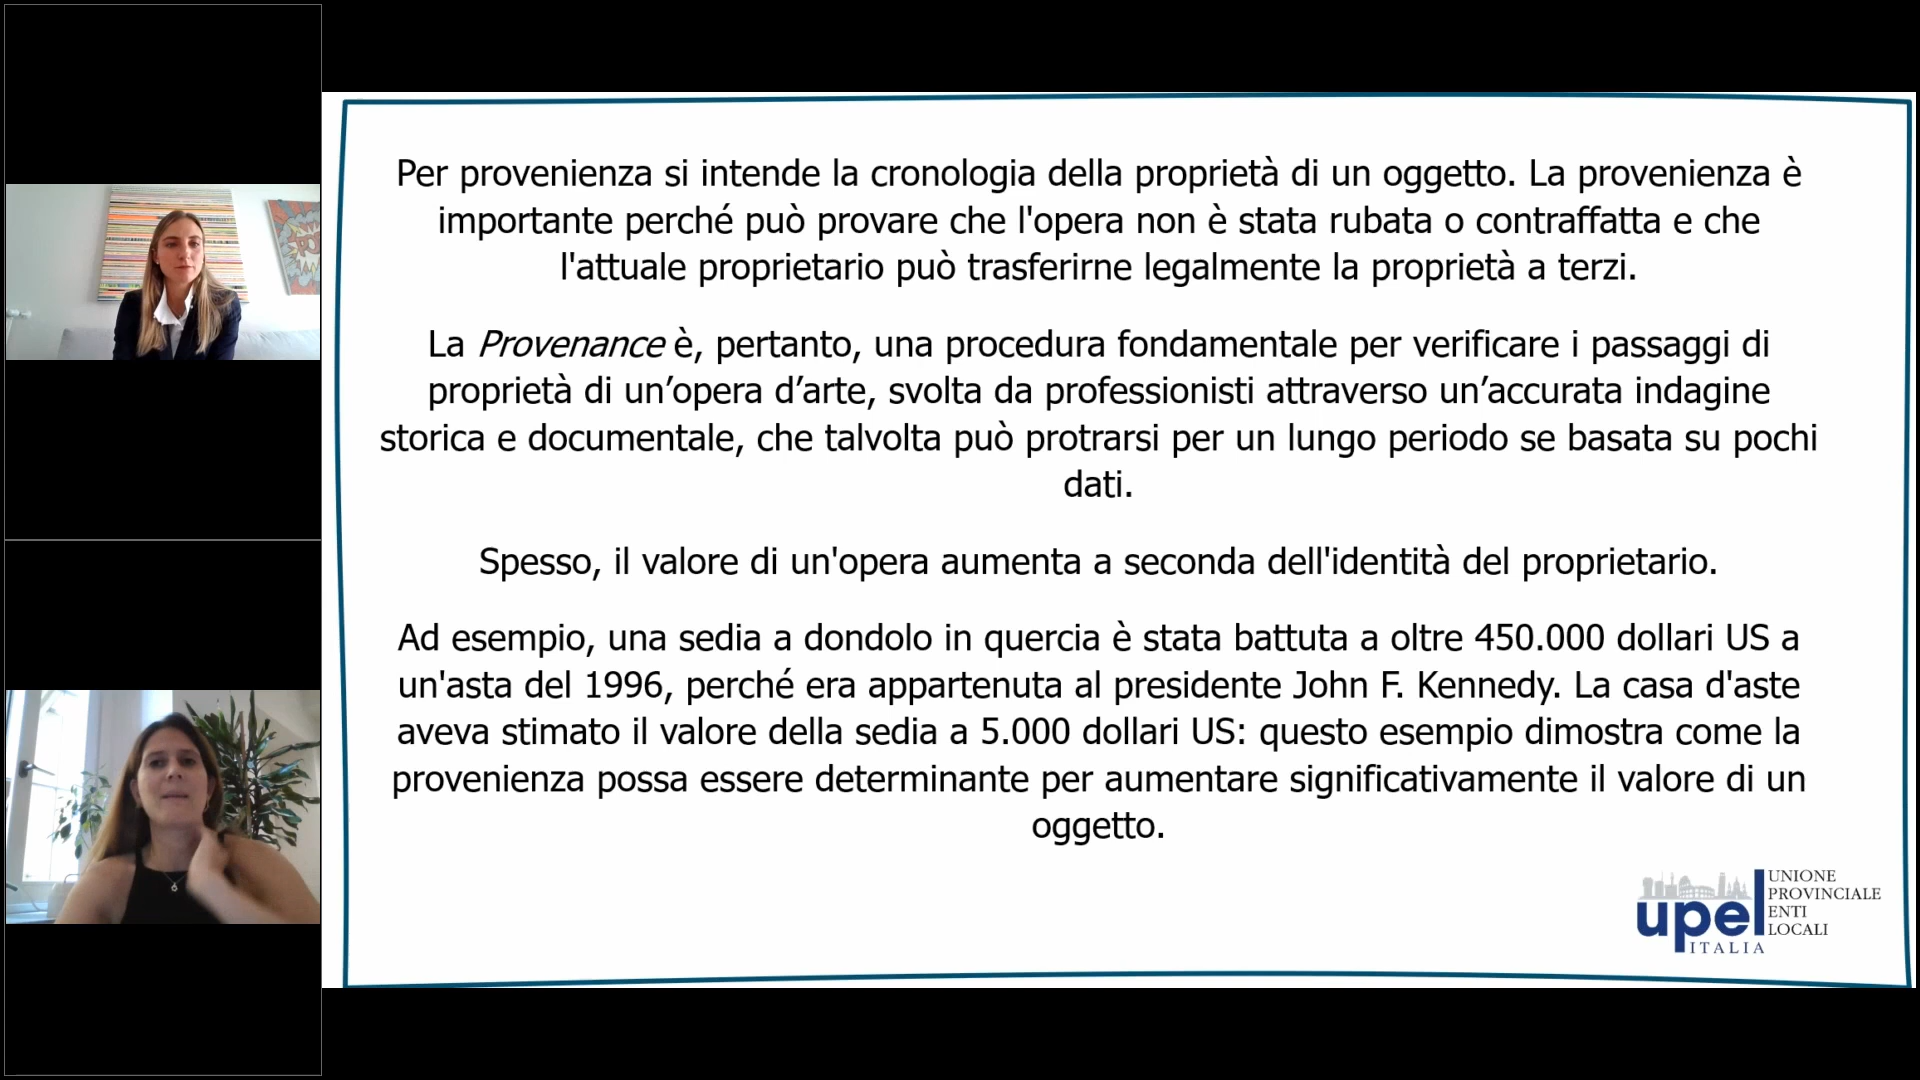 Per provenienza si intende la cronologia della proprietà di un oggetto. La provenienza è
importante perché può provare che l'opera non è stata rubata o contraffatta e che
l'attuale proprietario può trasferirne legalmente la proprietà a terzi.
La Provenance è, pertanto, una procedura fondamentale per verificare i passaggi di
proprietà di un’opera d’arte, svolta da professionisti attraverso un’accurata indagine
storica e documentale, che talvolta può protrarsi per un lungo periodo se basata su pochi
dati.
Spesso, il valore di un'opera aumenta a seconda dell'identità del proprietario.
Ad esempio, una sedia a dondolo in quercia è stata battuta a oltre 450.000 dollari US a
un'asta del 1996, perché era appartenuta al presidente John F. Kennedy. La casa d'aste
aveva stimato il valore della sedia a 5.000 dollari US: questo esempio dimostra come la
provenienza possa essere determinante per aumentare significativamente il valore di un
oggetto.
upel
ITALIA
UNIONE
PROVINCIALE
ENTI
LOCALI